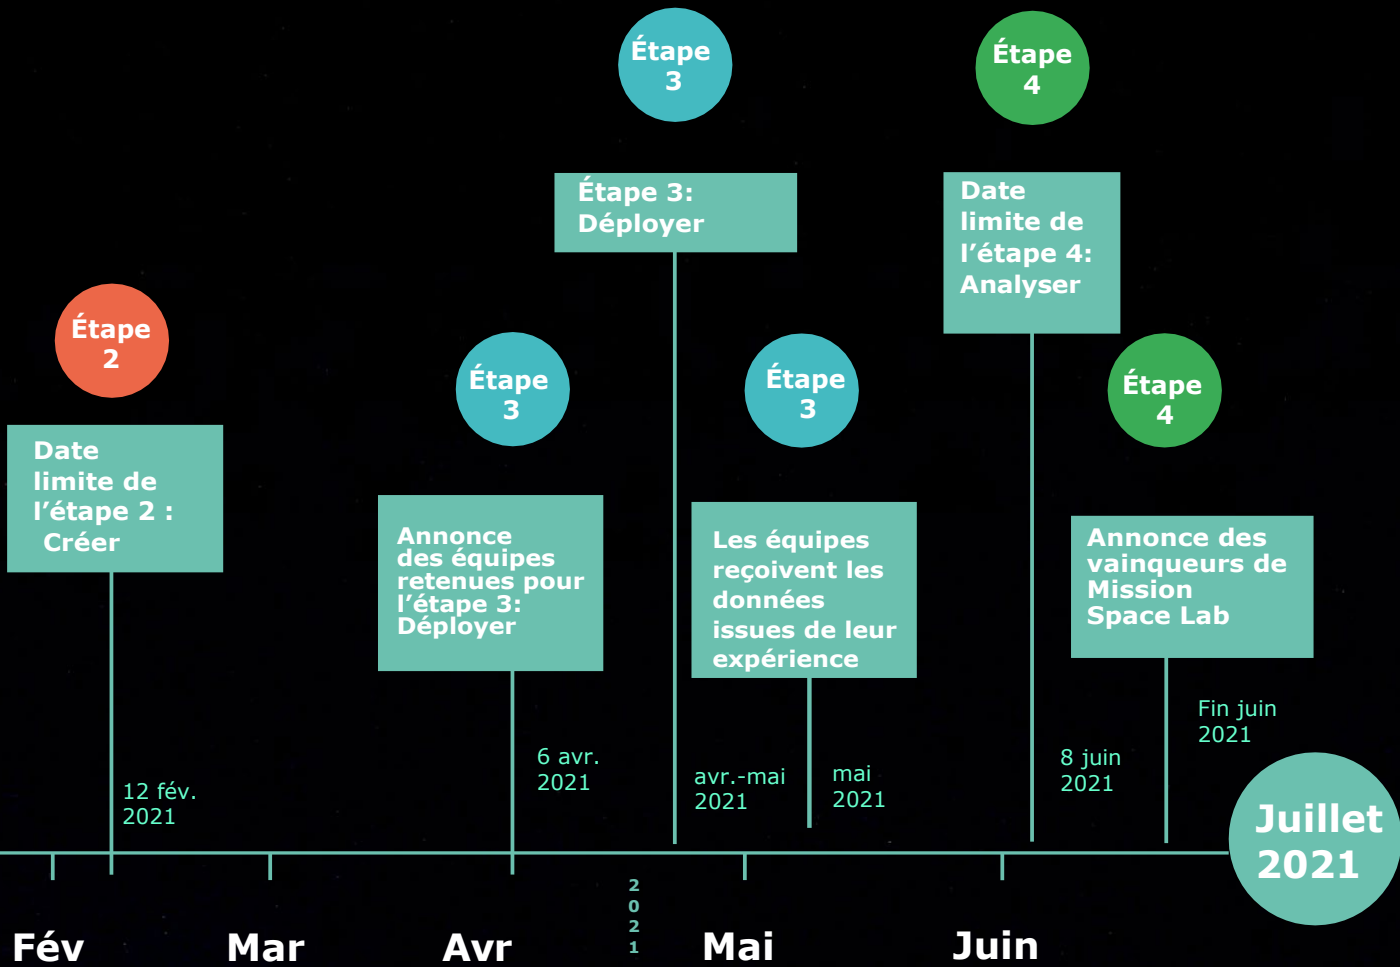 Étape
2
Date
limite de
l’étape 2 :
Créer
12 fév.
2021
Étape
3
Annonce
des équipes
retenues pour
l’étape 3:
Déployer
6 avr.
2021
Étape
3
Étape 3:
Déployer
avr.-mai
2021
Étape
3
Les équipes
reçoivent les
données
issues de leur
expérience
mai
2021
Étape
4
Date
limite de
l’étape 4:
Analyser
8 juin
2021
Étape
4
Annonce des
vainqueurs de
Mission
Space Lab
Fin juin
2021
Juillet
2021
Fév
Mar
Avr
2
0
2
1
Mai
Juin